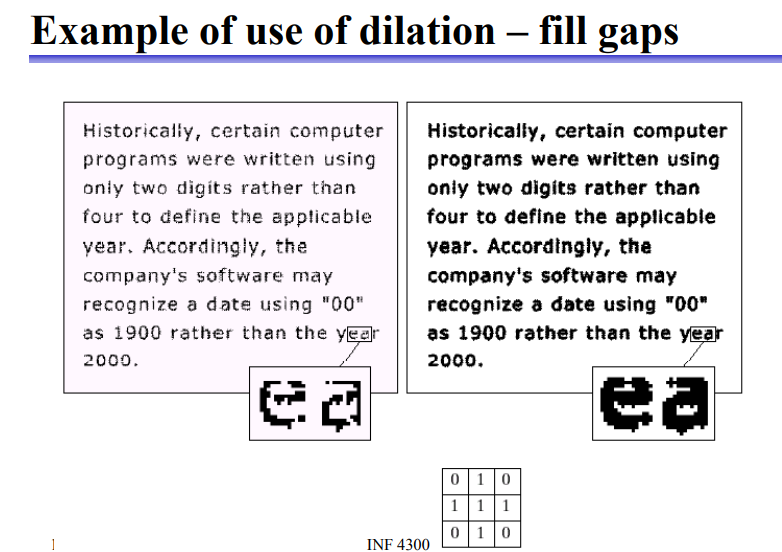 Example of use of dilation – fill gaps
Historically, certain computer
programs were written using
only two digits rather than
four to define the applicable
year. Accordingly, the
company's software may
recognize a date using "00"
as 1900 rather than the year
2000.
ea
Historically, certain computer
programs were written using
only two digits rather than
four to define the applicable
year. Accordingly, the
company's software may
recognize a date using "00"
as 1900 rather than the year
2000.
ea
0 1 0
1 1 1
0 1 0
INF 4300